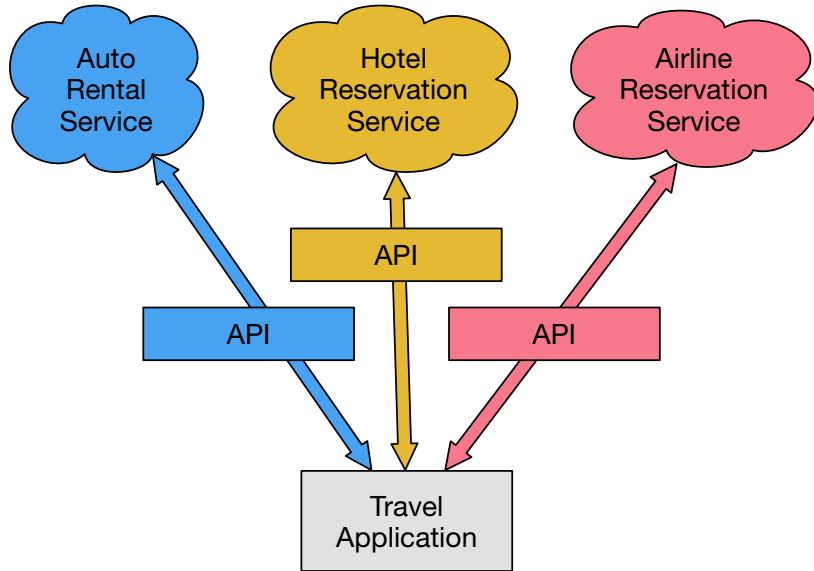 Auto
Rental
Service
Hotel
Reservation
Service
Airline
Reservation
Service
API
API
API
Travel
Application